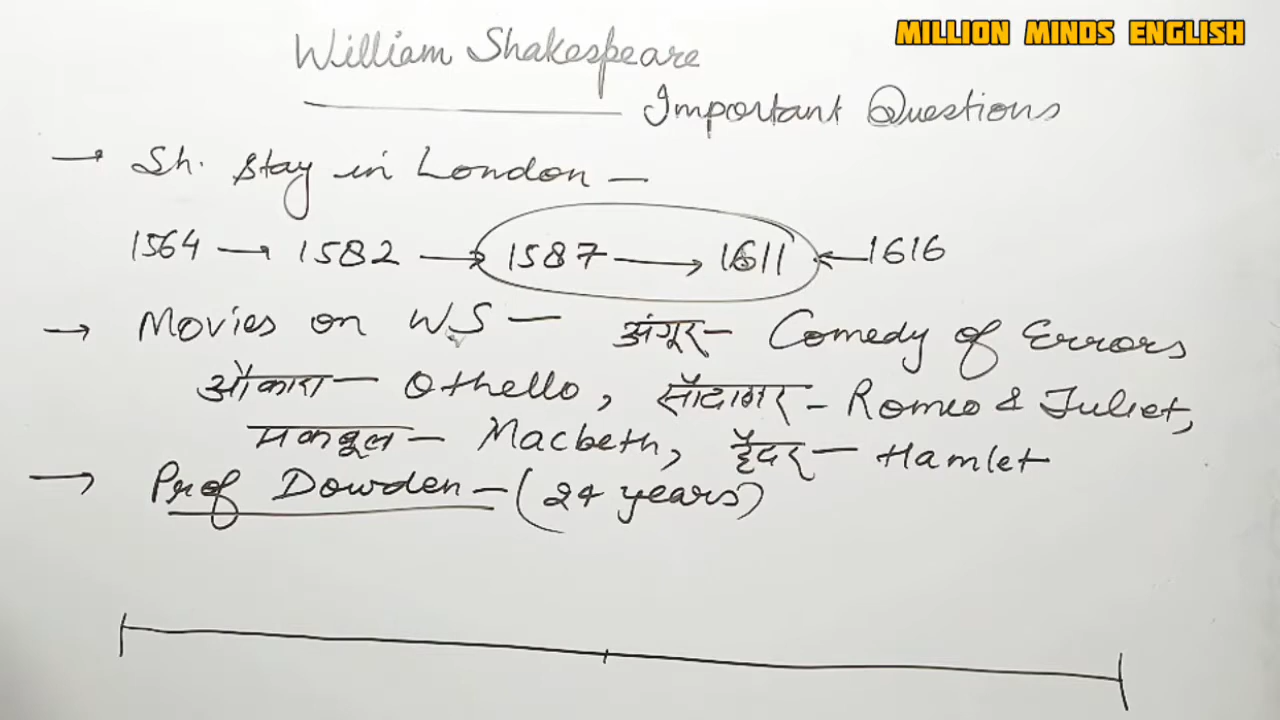 MILLION MINDS ENGLISH
William Shakespeare
Important Questions
→ Sh. stay in London —
1564 → 1582 → 1587 → 1611 ← 1616
→ Movies on WS — अंगूर – Comedy of Errors
ओंकारा — Othello, सौदागर – Romeo & Juliet,
मकबूल – Macbeth, हैदर – Hamlet
→ Prof Dowden – (24 years)